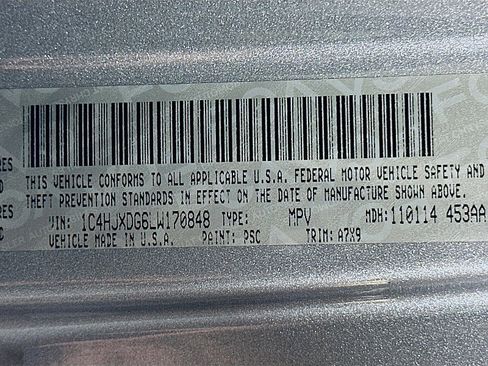 RES
THIS VEHICLE CONFORMS TO ALL APPLICABLE U.S.A. FEDERAL MOTOR VEHICLE SAFETY AND
THEFT PREVENTION STANDARDS IN EFFECT ON THE DATE OF MANUFACTURE SHOWN ABOVE.
VIN: 1C4HJXDG6LW170848 TYPE: MPV MDH:110114 453AA
VEHICLE MADE IN U.S.A. PAINT: PSC TRIM: A7X9